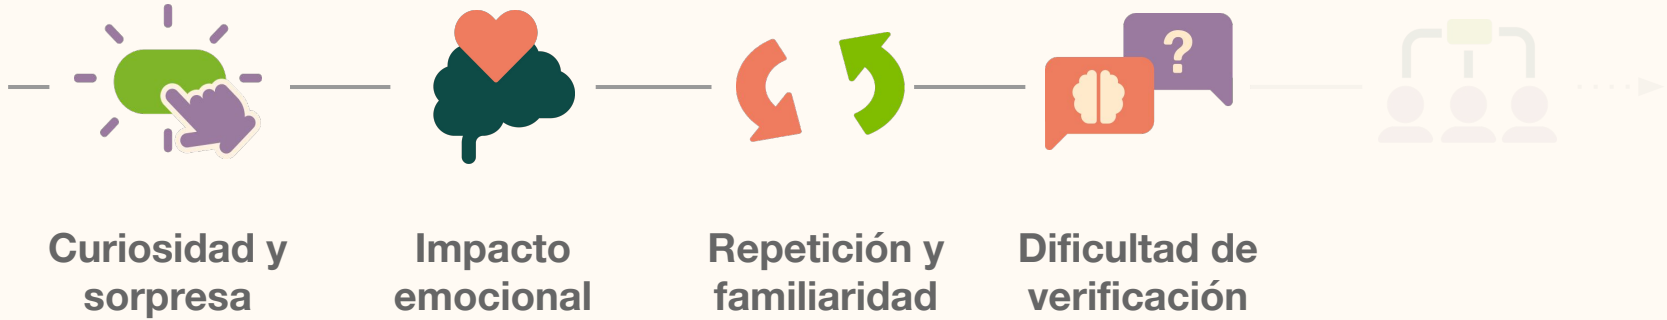 Curiosidad y
sorpresa
Impacto
emocional
Repetición y
familiaridad
Dificultad de
verificación
?